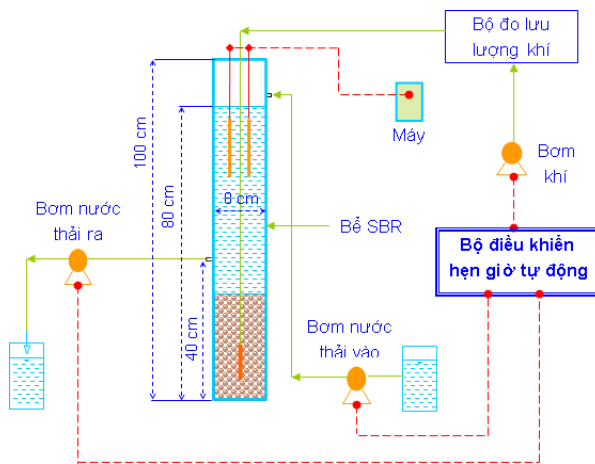 Bộ đo lưu
lượng khí
Máy
Bơm
khí
100 cm
80 cm
8 cm
Bơm nước
thải ra
Bể SBR
Bộ điều khiển
hẹn giờ tự động
40 cm
Bơm nước
thải vào